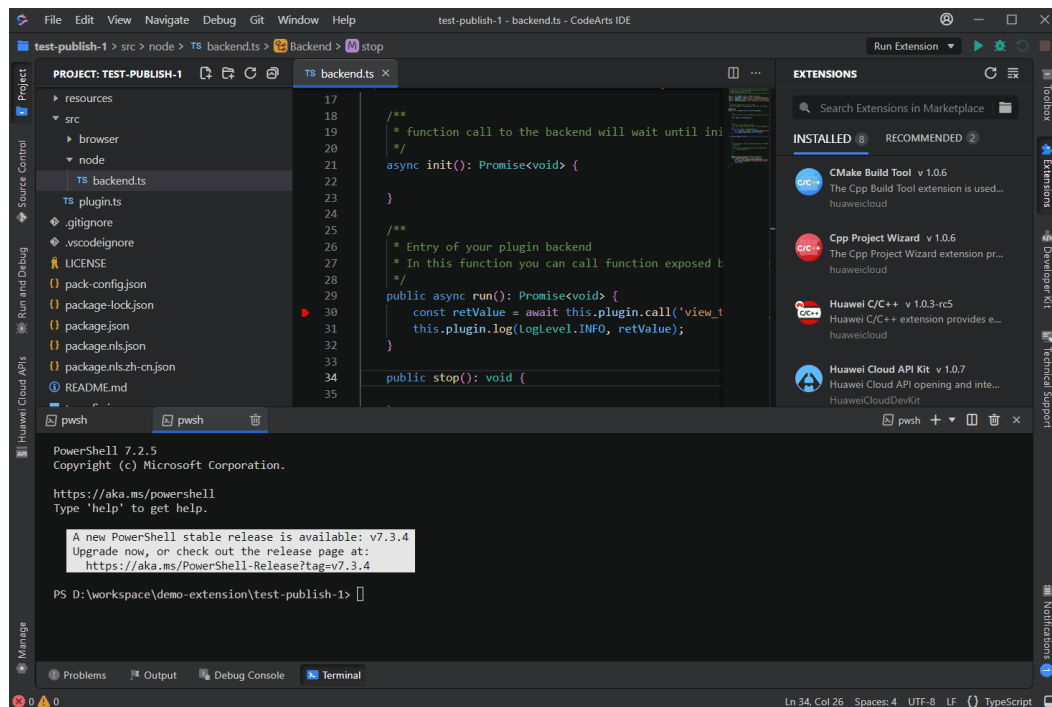 File Edit View Navigate Debug Git Window Help test-publish-1 - backend.ts - CodeArts IDE
test-publish-1 > src > node > TS backend.ts > Backend > M stop
Run Extension
Project
Source Control
Run and Debug
Huawei Cloud APIs
API
Manage
PROJECT: TEST-PUBLISH-1
resources
src
browser
node
TS backend.ts
TS plugin.ts
.gitignore
.vscodeignore
LICENSE
{} pack-config.json
{} package-lock.json
{} package.json
{} package.nls.json
{} package.nls.zh-cn.json
README.md
TS backend.ts ×
17
18 /**
19 * function call to the backend will wait until ini
20 */
21 async init(): Promise<void> {
22
23 }
24
25 /**
26 * Entry of your plugin backend
27 * In this function you can call function exposed b
28 */
29 public async run(): Promise<void> {
30 const retValue = await this.plugin.call('view_t
31 this.plugin.log(LogLevel.INFO, retValue);
32 }
33
34 public stop(): void {
35
EXTENSIONS
Search Extensions in Marketplace
INSTALLED 8 RECOMMENDED 2
C/C++
CMake Build Tool v 1.0.6
The Cpp Build Tool extension is used...
huaweicloud
C/C++
Cpp Project Wizard v 1.0.6
The Cpp Project Wizard extension pr...
huaweicloud
C/C++
Huawei C/C++ v 1.0.3-rc5
Huawei C/C++ extension provides e...
huaweicloud
Huawei Cloud API Kit v 1.0.7
Huawei Cloud API opening and inte...
HuaweiCloudDevKit
Toolbox
Extensions
Developer Kit
Technical Support
Notifications
1
pwsh
pwsh
pwsh
PowerShell 7.2.5
Copyright (c) Microsoft Corporation.
https://aka.ms/powershell
Type 'help' to get help.
A new PowerShell stable release is available: v7.3.4
Upgrade now, or check out the release page at:
https://aka.ms/PowerShell-Release?tag=v7.3.4
PS D:\workspace\demo-extension\test-publish-1>
Problems Output Debug Console Terminal
0 0
Ln 34, Col 26 Spaces: 4 UTF-8 LF {} TypeScript